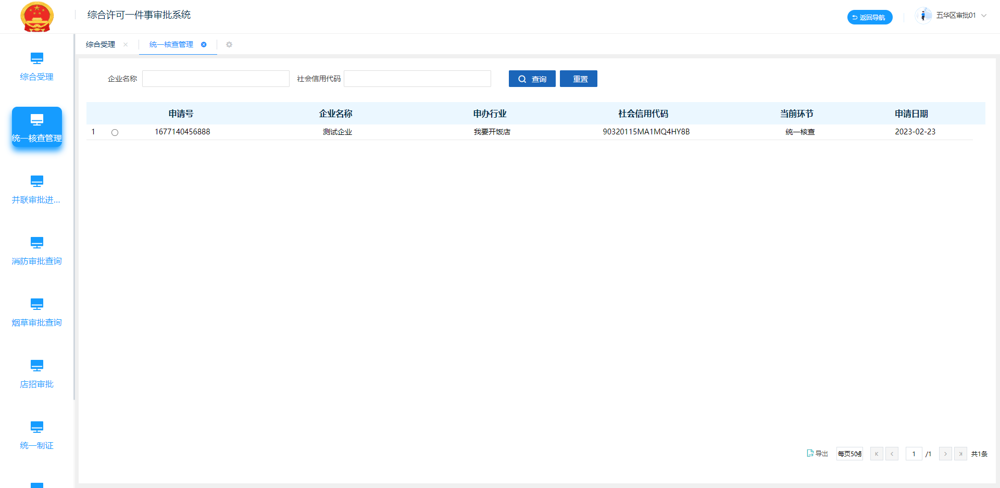 综合许可一件事审批系统
返回导航
五华区审批01
综合受理
统一核查管理
综合受理
统一核查管理
并联审批进...
消防审批查询
烟草审批查询
店招审批
统一制证
企业名称
社会信用代码
查询
重置
申请号 企业名称 申办行业 社会信用代码 当前环节 申请日期
1 1677140456888 测试企业 我要开饭店 90320115MA1MQ4HY8B 统一核查 2023-02-23
导出 每页50条 1 /1 共1条